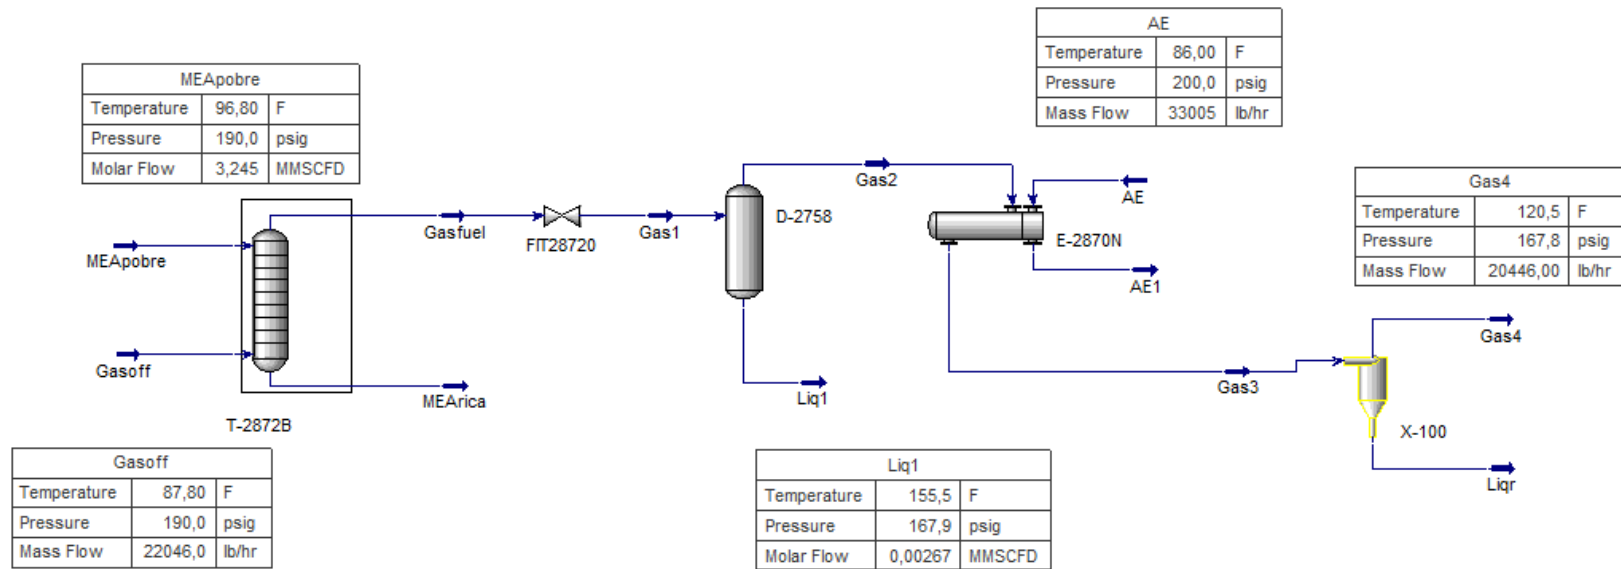 AE
Temperature 86,00 F
Pressure 200,0 psig
Mass Flow 33005 lb/hr
MEApobre
Temperature 96,80 F
Pressure 190,0 psig
Molar Flow 3,245 MMSCFD
Gas4
Temperature 120,5 F
Pressure 167,8 psig
Mass Flow 20446,00 lb/hr
MEApobre
Gasoff
T-2872B
Gasfuel
MEArica
FIT28720
Gas1
D-2758
Gas2
Liq1
AE
E-2870N
AE1
Gas3
Gas4
X-100
Liqr
Gasoff
Temperature 87,80 F
Pressure 190,0 psig
Mass Flow 22046,0 lb/hr
Liq1
Temperature 155,5 F
Pressure 167,9 psig
Molar Flow 0,00267 MMSCFD